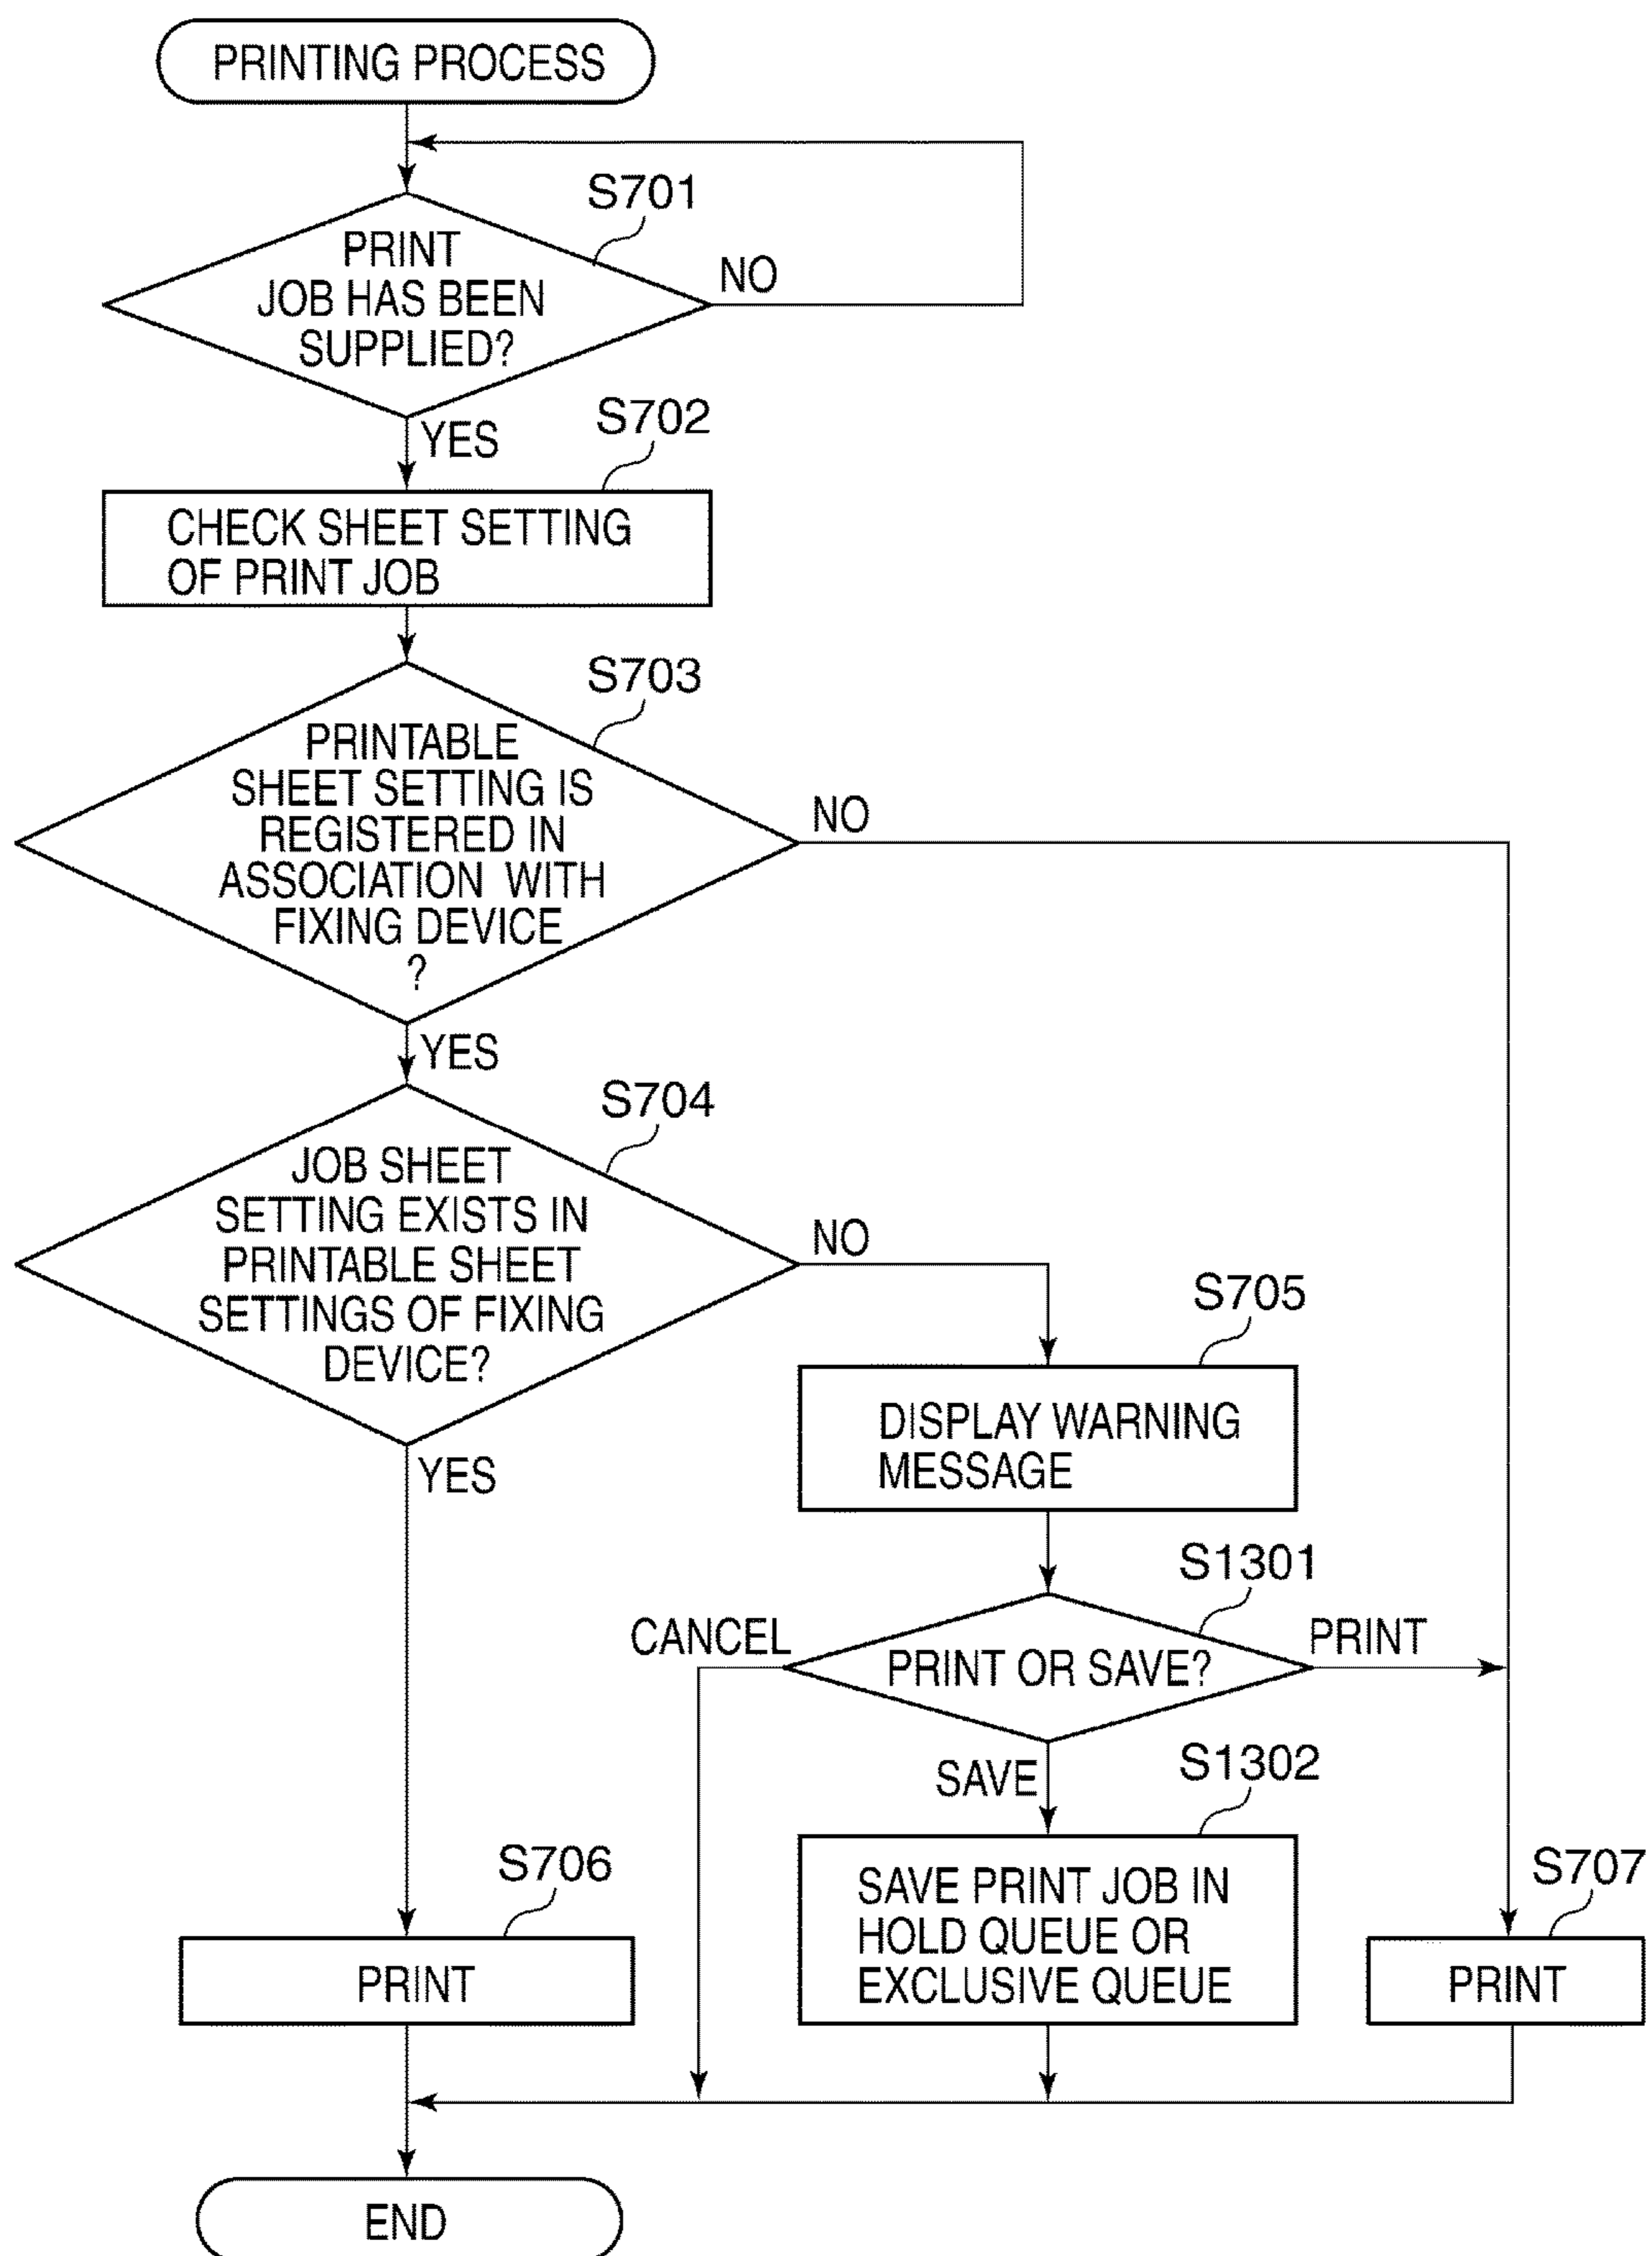 PRINTING PROCESS
S701
PRINT
JOB HAS BEEN
SUPPLIED?
NO
YES
S702
CHECK SHEET SETTING
OF PRINT JOB
S703
PRINTABLE
SHEET SETTING IS
REGISTERED IN
ASSOCIATION WITH
FIXING DEVICE
?
NO
YES
S704
JOB SHEET
SETTING EXISTS IN
PRINTABLE SHEET
SETTINGS OF FIXING
DEVICE?
NO
YES
S705
DISPLAY WARNING
MESSAGE
S1301
CANCEL
PRINT OR SAVE?
PRINT
SAVE
S1302
SAVE PRINT JOB IN
HOLD QUEUE OR
EXCLUSIVE QUEUE
S706
PRINT
S707
PRINT
END